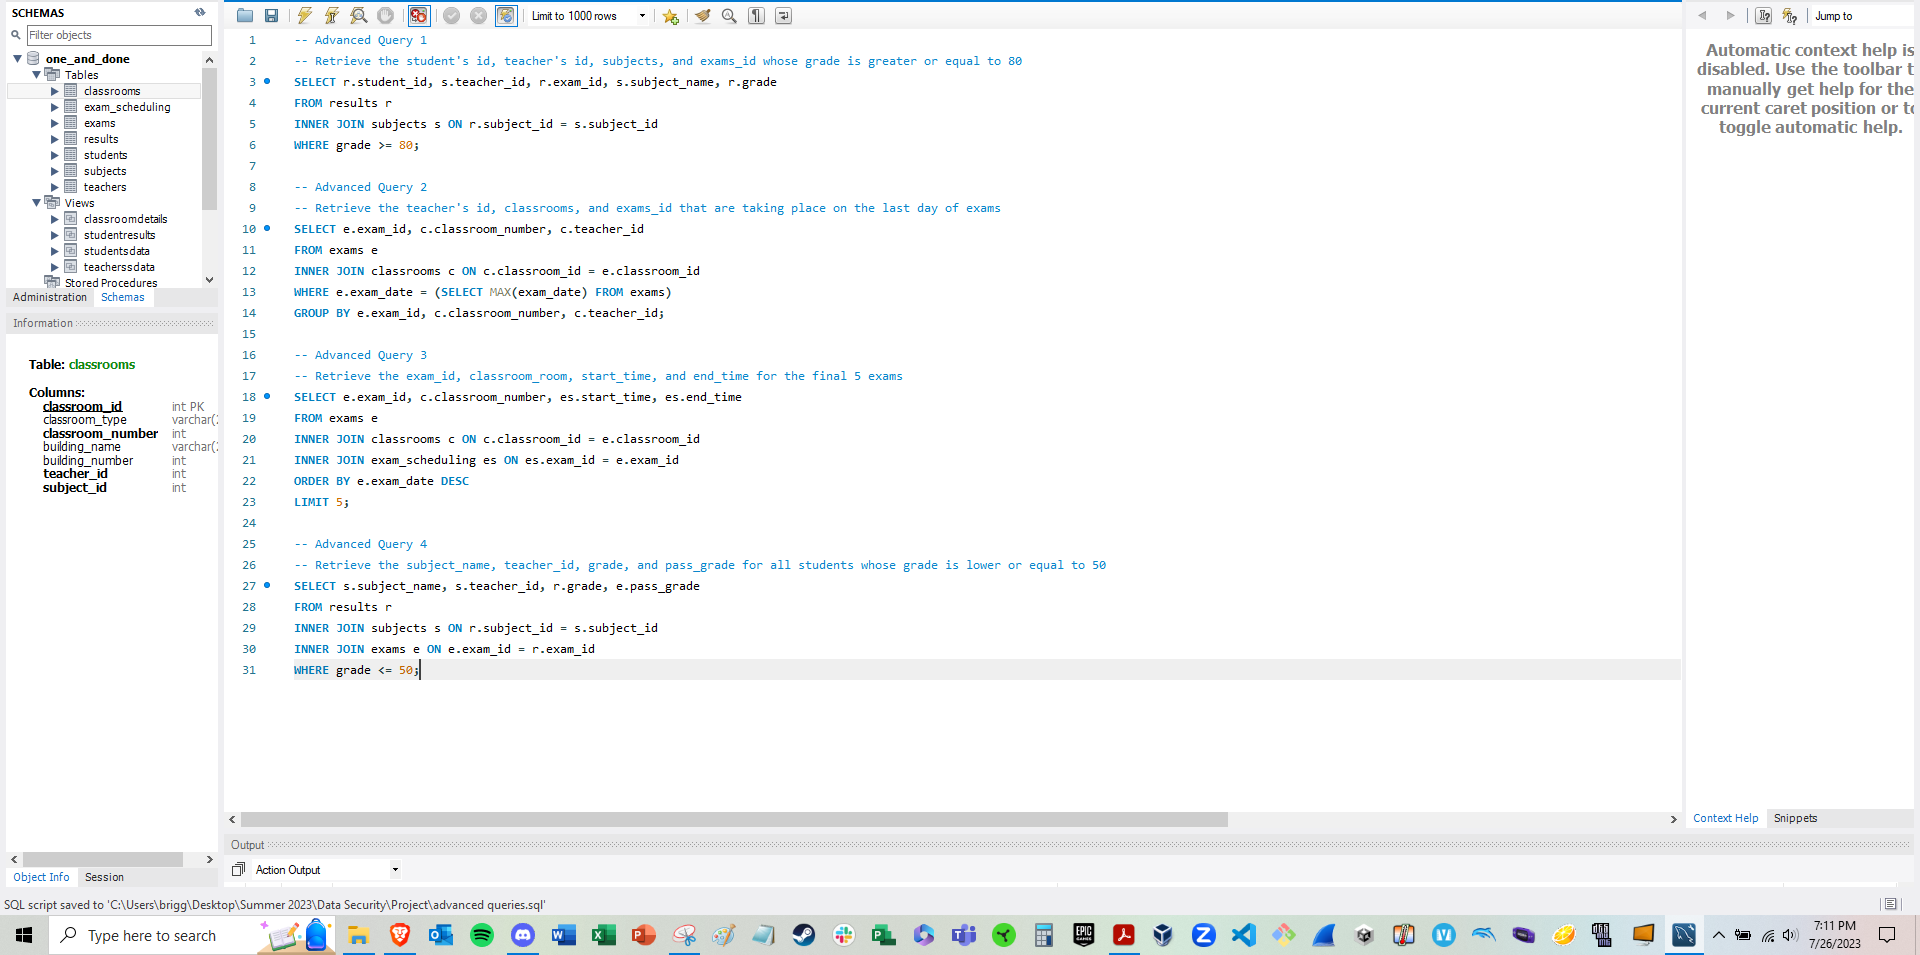 SCHEMAS
Filter objects
one_and_done
Tables
classrooms
exam_scheduling
exams
results
students
subjects
teachers
Views
classroomdetails
studentresults
studentsdata
teacherssdata
Stored Procedures
Administration Schemas
Information
Table: classrooms
Columns:
classroom_id int PK
classroom_type varchar(
classroom_number int
building_name varchar(
building_number int
teacher_id int
subject_id int
Object Info Session
Limit to 1000 rows
1 -- Advanced Query 1
2 -- Retrieve the student's id, teacher's id, subjects, and exams_id whose grade is greater or equal to 80
3 SELECT r.student_id, s.teacher_id, r.exam_id, s.subject_name, r.grade
4 FROM results r
5 INNER JOIN subjects s ON r.subject_id = s.subject_id
6 WHERE grade >= 80;
7
8 -- Advanced Query 2
9 -- Retrieve the teacher's id, classrooms, and exams_id that are taking place on the last day of exams
10 SELECT e.exam_id, c.classroom_number, c.teacher_id
11 FROM exams e
12 INNER JOIN classrooms c ON c.classroom_id = e.classroom_id
13 WHERE e.exam_date = (SELECT MAX(exam_date) FROM exams)
14 GROUP BY e.exam_id, c.classroom_number, c.teacher_id;
15
16 -- Advanced Query 3
17 -- Retrieve the exam_id, classroom_room, start_time, and end_time for the final 5 exams
18 SELECT e.exam_id, c.classroom_number, es.start_time, es.end_time
19 FROM exams e
20 INNER JOIN classrooms c ON c.classroom_id = e.classroom_id
21 INNER JOIN exam_scheduling es ON es.exam_id = e.exam_id
22 ORDER BY e.exam_date DESC
23 LIMIT 5;
24
25 -- Advanced Query 4
26 -- Retrieve the subject_name, teacher_id, grade, and pass_grade for all students whose grade is lower or equal to 50
27 SELECT s.subject_name, s.teacher_id, r.grade, e.pass_grade
28 FROM results r
29 INNER JOIN subjects s ON r.subject_id = s.subject_id
30 INNER JOIN exams e ON e.exam_id = r.exam_id
31 WHERE grade <= 50;
Output
Action Output
Jump to
Automatic context help is
disabled. Use the toolbar t
manually get help for the
current caret position or to
toggle automatic help.
Context Help Snippets
SQL script saved to 'C:\Users\brigg\Desktop\Summer 2023\Data Security\Project\advanced queries.sql'
Type here to search
7:11 PM
7/26/2023